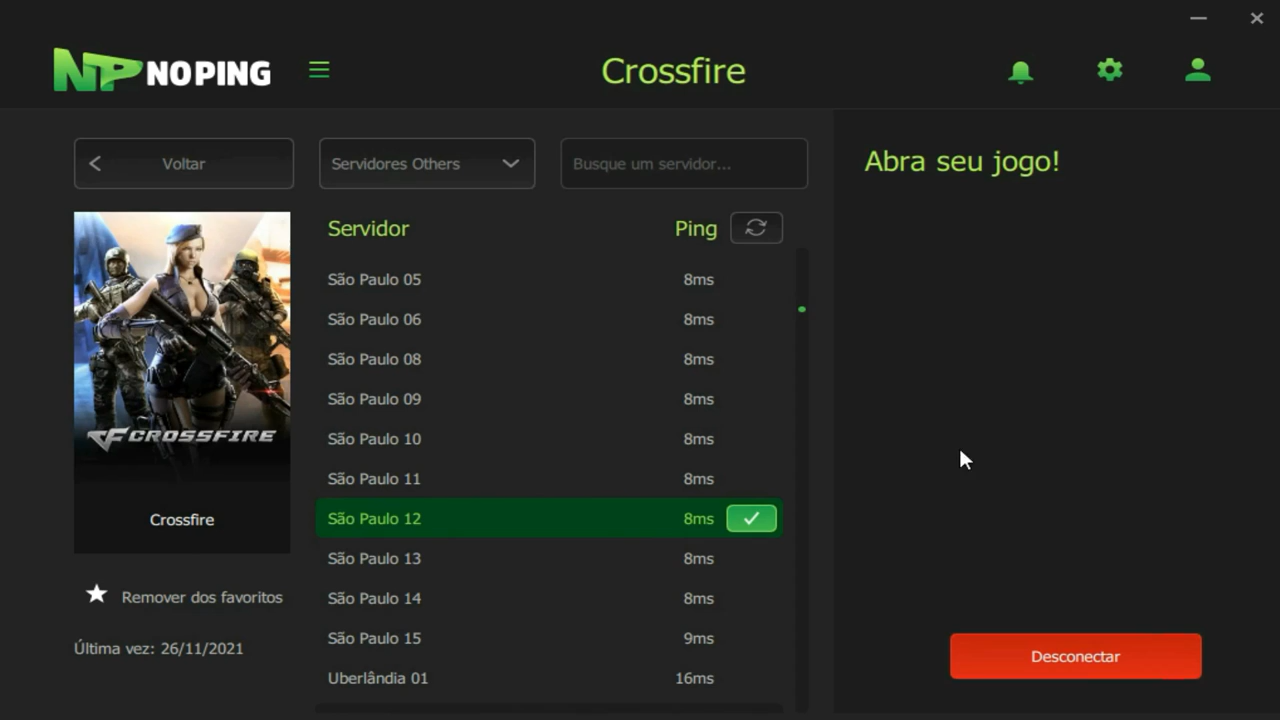 NP NOPING
Crossfire
Voltar
Servidores Others
Busque um servidor...
Abra seu jogo!
Servidor Ping
São Paulo 05 8ms
São Paulo 06 8ms
São Paulo 08 8ms
São Paulo 09 8ms
São Paulo 10 8ms
São Paulo 11 8ms
São Paulo 12 8ms
São Paulo 13 8ms
São Paulo 14 8ms
São Paulo 15 9ms
Uberlândia 01 16ms
CF CROSSFIRE
Crossfire
Remover dos favoritos
Última vez: 26/11/2021
Desconectar